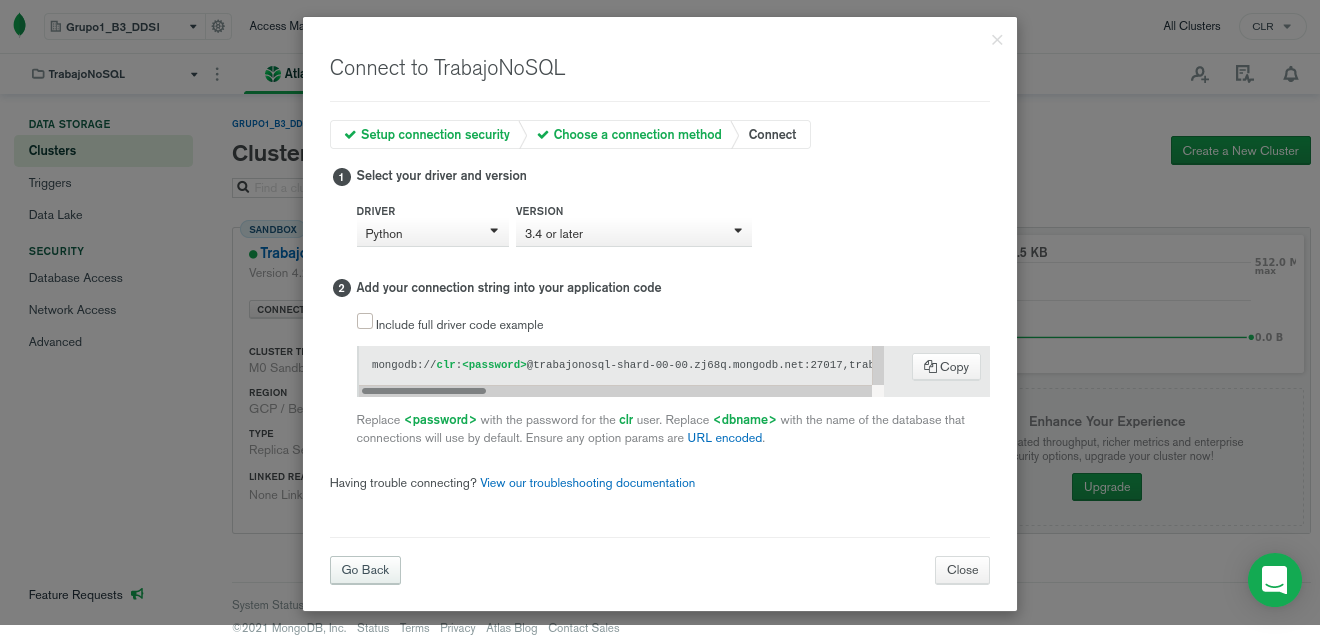 Grupo1_B3_DDSI
Access Ma
All Clusters
CLR
TrabajoNoSQL
Atlas
DATA STORAGE
Clusters
Triggers
Data Lake
SECURITY
Database Access
Network Access
Advanced
Feature Requests
GRUPO1_B3_DD
Cluster
Find a clu
Create a New Cluster
SANDBOX
Trabajo
Version 4.
CONNECT
CLUSTER TI
M0 Sandb
REGION
GCP / Be
TYPE
Replica Se
LINKED REA
None Link
Connect to TrabajoNoSQL
Setup connection security
Choose a connection method
Connect
1 Select your driver and version
DRIVER
VERSION
Python
3.4 or later
2 Add your connection string into your application code
Include full driver code example
mongodb://clr:<password>@trabajonosql-shard-00-00.zj68q.mongodb.net:27017,trab
Copy
Replace <password> with the password for the clr user. Replace <dbname> with the name of the database that
connections will use by default. Ensure any option params are URL encoded.
Having trouble connecting? View our troubleshooting documentation
Go Back
Close
.5 KB
512.0 M
max
0.0 B
Enhance Your Experience
ated throughput, richer metrics and enterprise
urity options, upgrade your cluster now!
Upgrade
System Status
©2021 MongoDB, Inc. Status Terms Privacy Atlas Blog Contact Sales